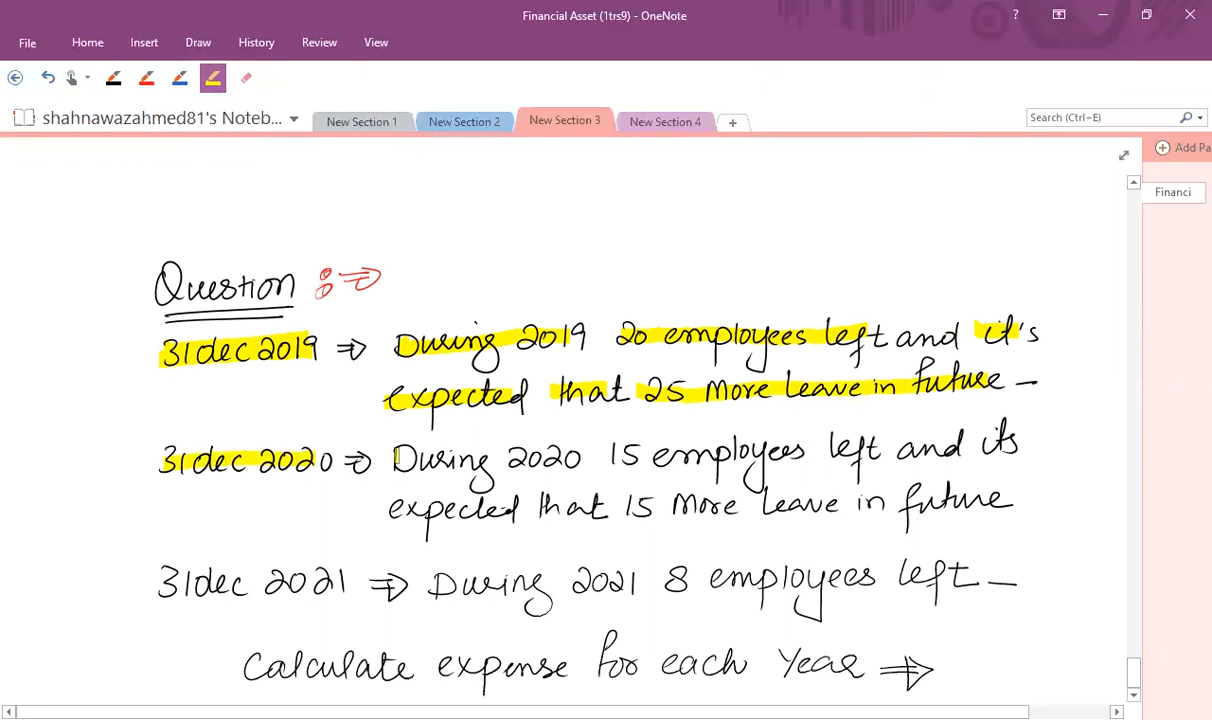 Financial Asset (1trs9) - OneNote
?
File Home Insert Draw History Review View
shahnawazahmed81's Noteb... New Section 1 New Section 2 New Section 3 New Section 4 + Search (Ctrl-E)
Add Pa
Financi
Question :⇒
31dec 2019 ⇒ During 2019 20 employees left and it's
expected that 25 More leave in future -
31dec 2020 ⇒ During 2020 15 employees left and its
expected that 15 More leave in future
31dec 2021 ⇒ During 2021 8 employees left -
Calculate expense for each Year ⇒